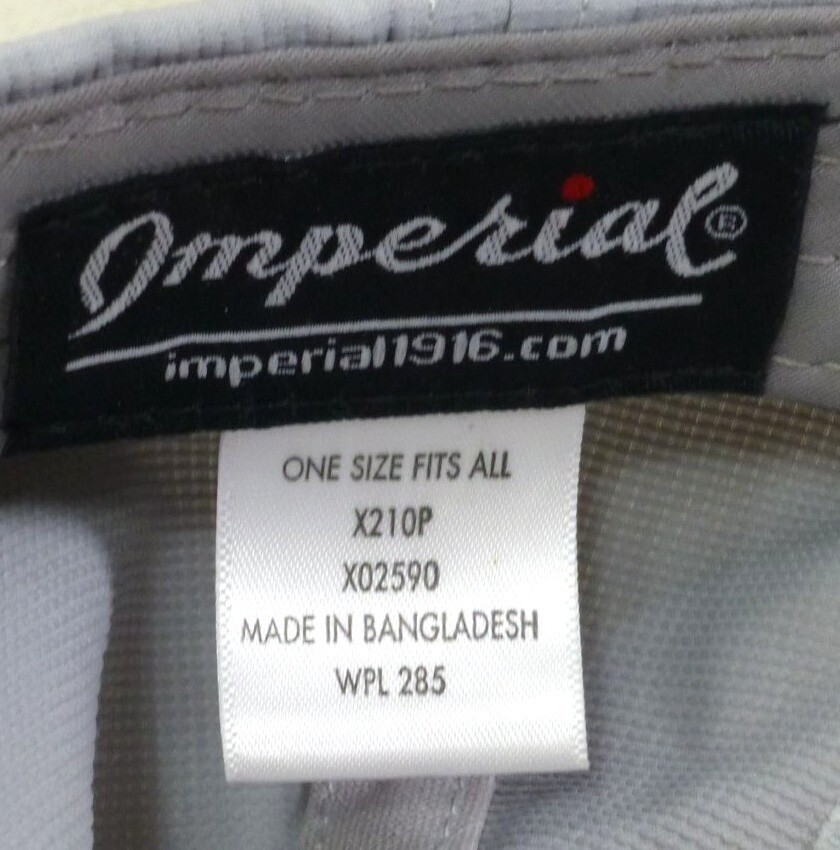 Imperial®
imperial1916.com
ONE SIZE FITS ALL
X210P
X02590
MADE IN BANGLADESH
WPL 285